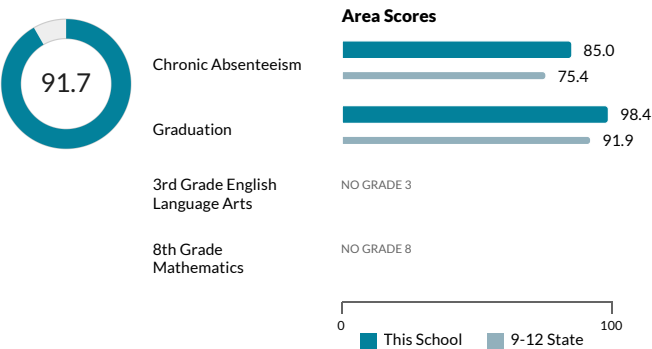 Area Scores
91.7
Chronic Absenteeism
85.0
75.4
Graduation
98.4
91.9
3rd Grade English
Language Arts
NO GRADE 3
8th Grade
Mathematics
NO GRADE 8
0
100
This School
9-12 State